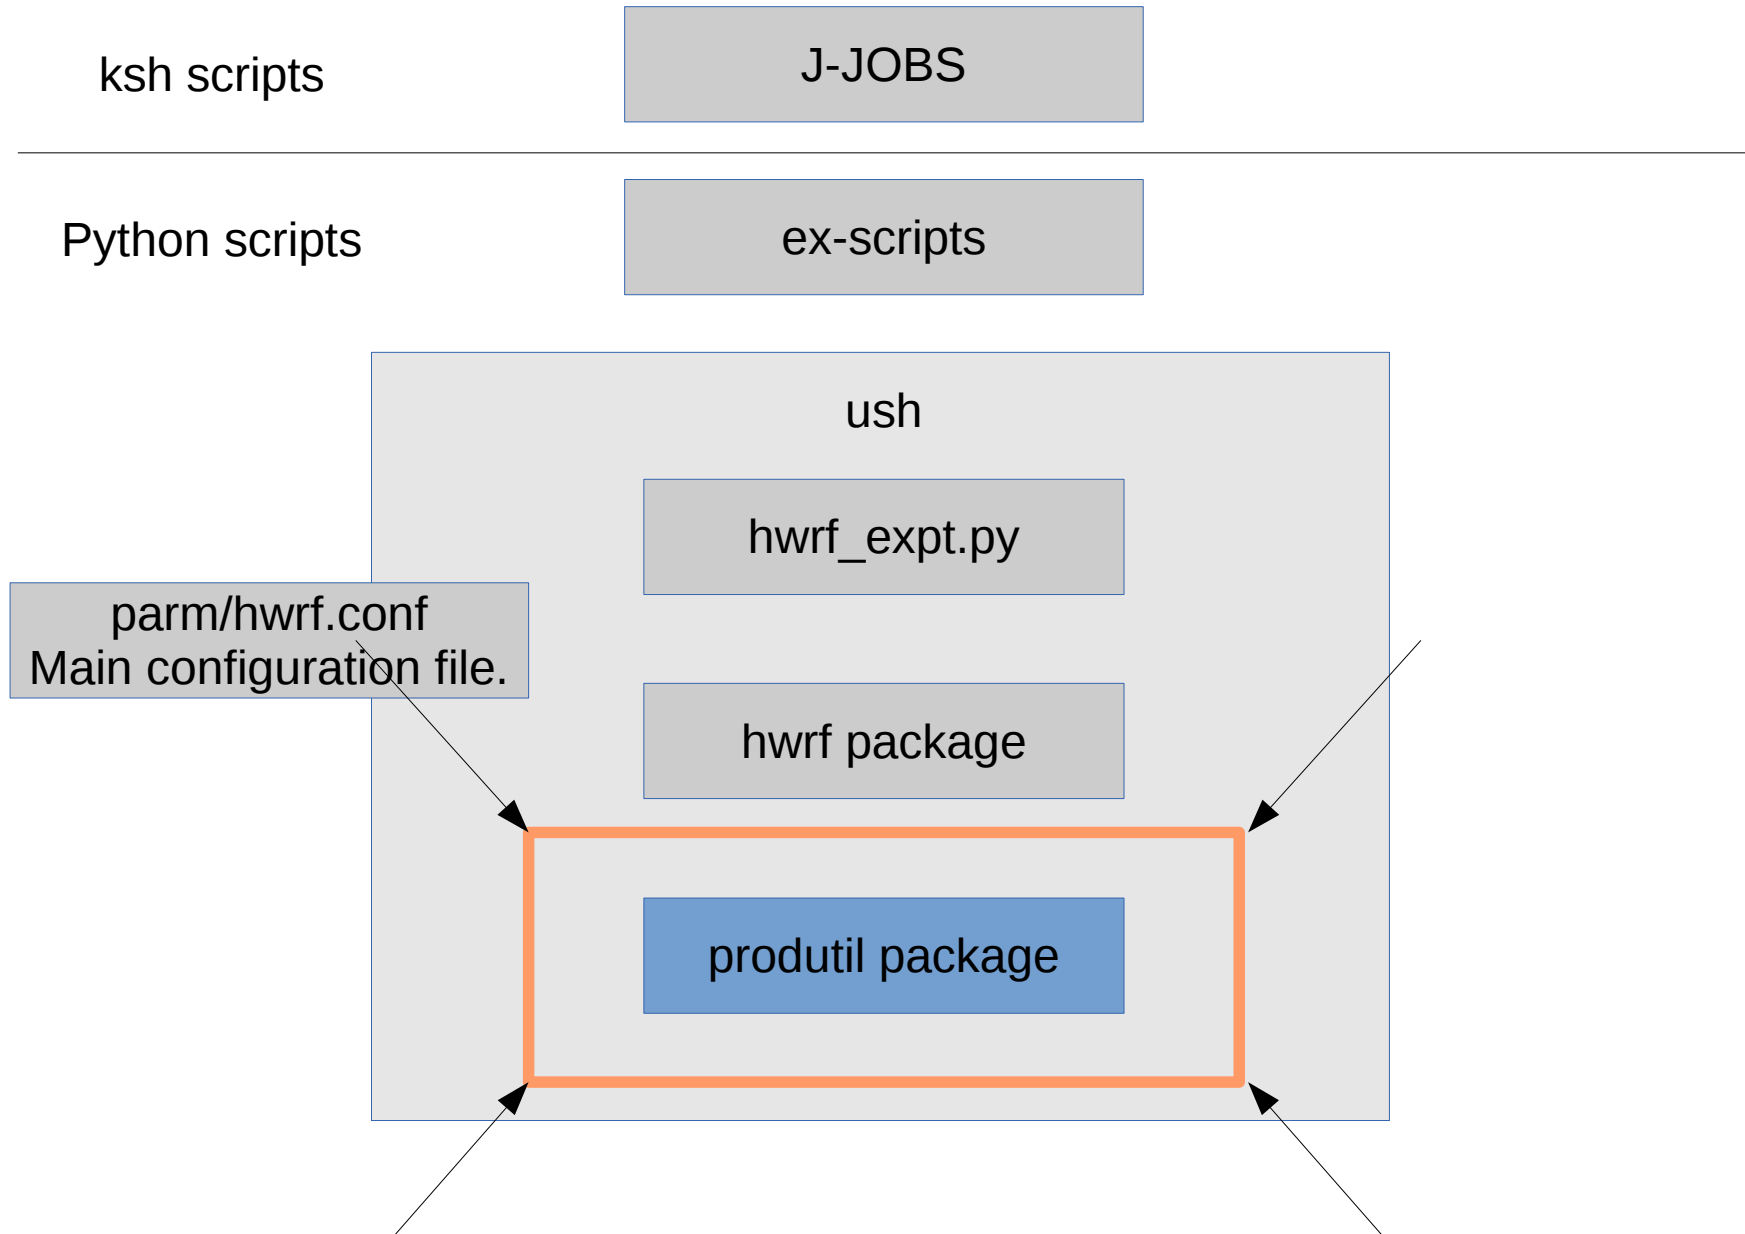 ksh scripts
J-JOBS
Python scripts
ex-scripts
ush
hwrf_expt.py
parm/hwrf.conf
Main configuration file.
hwrf package
produtil package